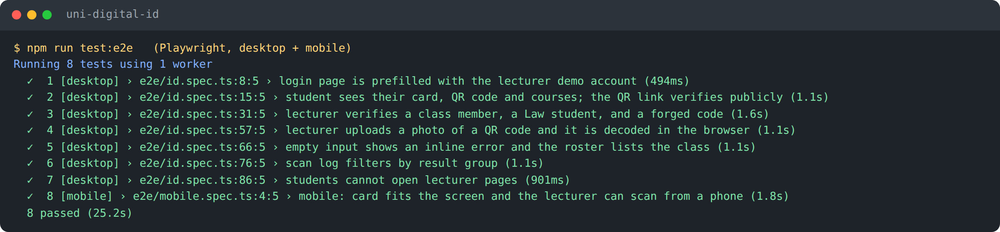 uni-digital-id
$ npm run test:e2e   (Playwright, desktop + mobile)
Running 8 tests using 1 worker
  ✓  1 [desktop] › e2e/id.spec.ts:8:5 › login page is prefilled with the lecturer demo account (494ms)
  ✓  2 [desktop] › e2e/id.spec.ts:15:5 › student sees their card, QR code and courses; the QR link verifies publicly (1.1s)
  ✓  3 [desktop] › e2e/id.spec.ts:31:5 › lecturer verifies a class member, a Law student, and a forged code (1.6s)
  ✓  4 [desktop] › e2e/id.spec.ts:57:5 › lecturer uploads a photo of a QR code and it is decoded in the browser (1.1s)
  ✓  5 [desktop] › e2e/id.spec.ts:66:5 › empty input shows an inline error and the roster lists the class (1.1s)
  ✓  6 [desktop] › e2e/id.spec.ts:76:5 › scan log filters by result group (1.1s)
  ✓  7 [desktop] › e2e/id.spec.ts:86:5 › students cannot open lecturer pages (901ms)
  ✓  8 [mobile] › e2e/mobile.spec.ts:4:5 › mobile: card fits the screen and the lecturer can scan from a phone (1.8s)
  8 passed (25.2s)